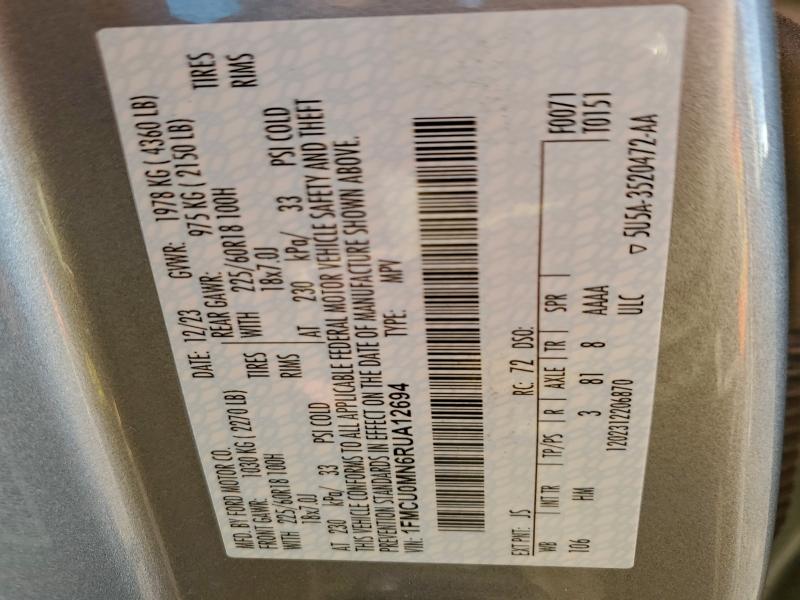 MFD. BY FORD MOTOR CO.
DATE: 12/23 GVWR: 1978 KG ( 4360 LB)
FRONT GAWR: 1030 KG ( 2270 LB)
REAR GAWR: 975 KG ( 2150 LB)
WITH 225/60R18 100H TIRES
WITH 225/60R18 100H TIRES
18x7.0J RIMS
18x7.0J RIMS
AT 230 kPa/ 33 PSI COLD
AT 230 kPa/ 33 PSI COLD
THIS VEHICLE CONFORMS TO ALL APPLICABLE FEDERAL MOTOR VEHICLE SAFETY AND THEFT
PREVENTION STANDARDS IN EFFECT ON THE DATE OF MANUFACTURE SHOWN ABOVE.
VIN: 1FMCU0MN6RUA12694 TYPE: MPV
EXT PNT: JS RC: 72 DSO: F0071
WB INT TR TP/PS R AXLE TR SPR T0151
106 HM 3 81 8 AAAA
1202312206870 ULC
▽ 5U5A-3520472-AA